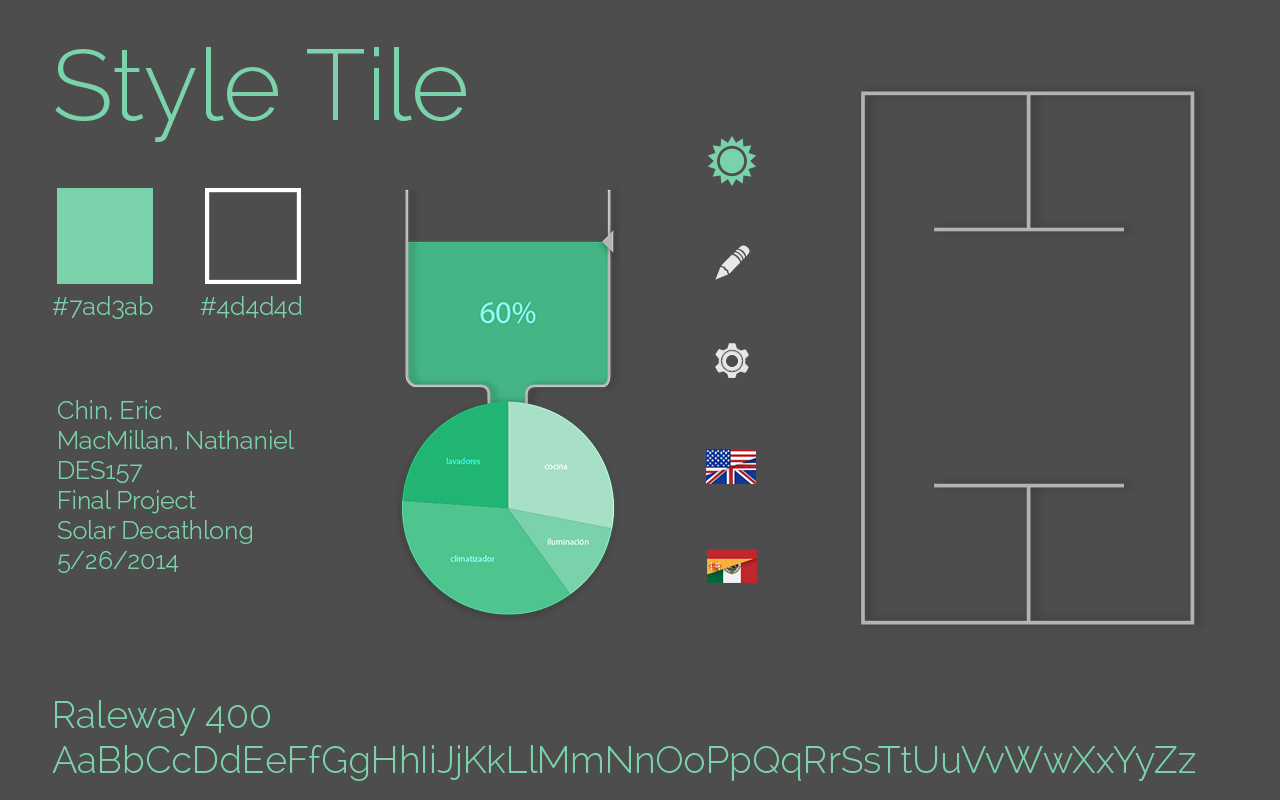 Style Tile
#7ad3ab
#4d4d4d
60%
lavadores
cocina
iluminación
climatizador
Chin, Eric
MacMillan, Nathaniel
DES157
Final Project
Solar Decathlong
5/26/2014
Raleway 400
AaBbCcDdEeFfGgHhIiJjKkLlMmNnOoPpQqRrSsTtUuVvWwXxYyZz